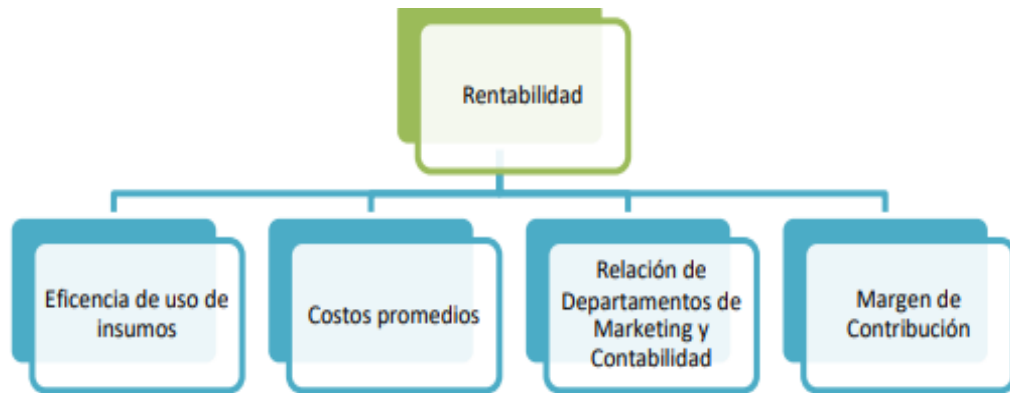 Rentabilidad
Eficencia de uso de
insumos
Costos promedios
Relación de
Departamentos de
Marketing y
Contabilidad
Margen de
Contribución